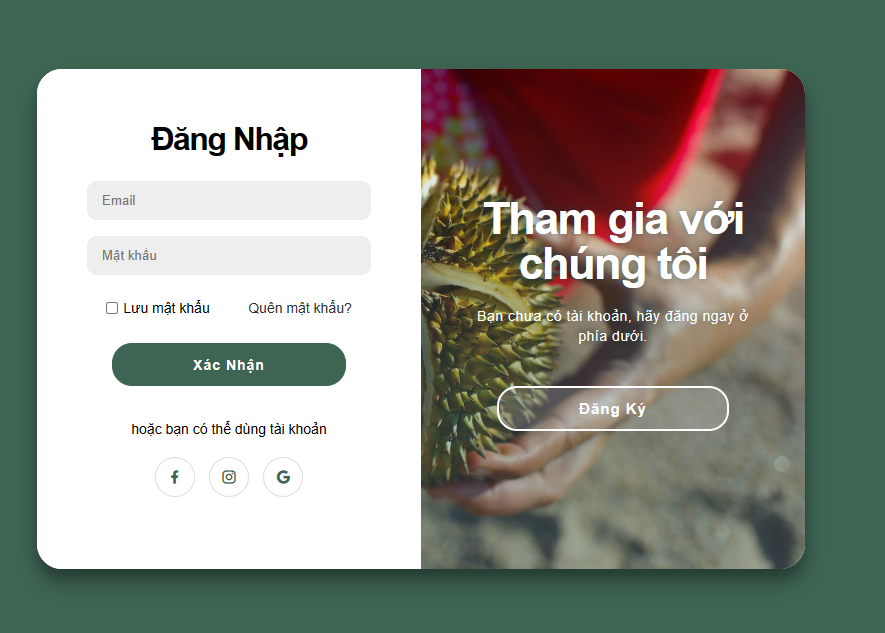 Đăng Nhập
Email
Mật khẩu
Lưu mật khẩu
Quên mật khẩu?
Xác Nhận
hoặc bạn có thể dùng tài khoản
Tham gia với
chúng tôi
Bạn chưa có tài khoản, hãy đăng ngay ở
phía dưới.
Đăng Ký